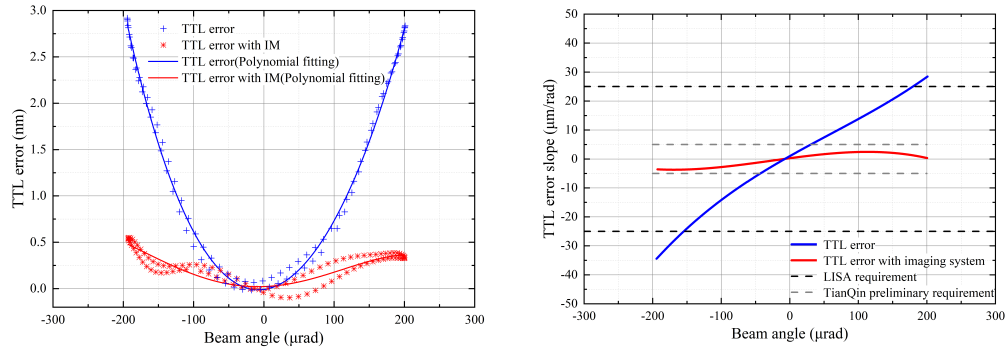 3.0
2.5
2.0
1.5
1.0
0.5
0.0
TTL error (nm)
TTL error
TTL error with IM
TTL error(Polynomial fitting)
TTL error with IM(Polynomial fitting)
-300 -200 -100 0 100 200 300
Beam angle (μrad)
50
40
30
20
10
0
-10
-20
-30
-40
-50
TTL error slope (μm/rad)
TTL error
TTL error with imaging system
LISA requirement
TianQin preliminary requirement
-300 -200 -100 0 100 200 300
Beam angle (μrad)